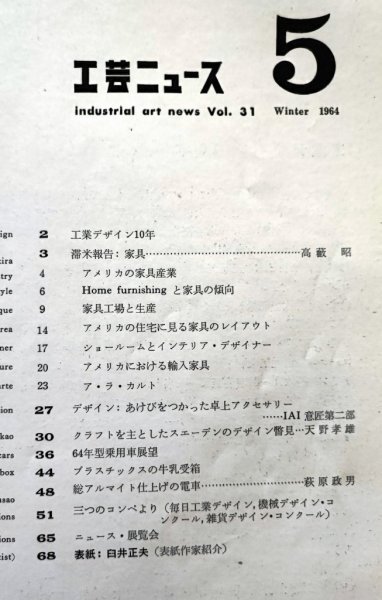 工芸ニュース 5
industrial art news Vol. 31 Winter 1964
ign 2 工業デザイン10年
ira 3 滞米報告: 家具……高藪 昭
try 4 アメリカの家具産業
yle 6 Home furnishing と家具の傾向
que 9 家具工場と生産
rea 14 アメリカの住宅に見る家具のレイアウト
ner 17 ショールームとインテリア・デザイナー
ure 20 アメリカにおける輸入家具
arte 23 ア・ラ・カルト
ion 27 デザイン: あけびをつかった卓上アクセサリー
……IAI 意匠第二部
kao 30 クラフトを主としたスエーデンのデザイン瞥見…天野孝雄
cars 36 64年型乗用車展望
box 44 プラスチックスの牛乳受箱
48 総アルマイト仕上げの電車……萩原政男
nsao
ions 51 三つのコンペより (毎日工業デザイン, 機械デザイン・コ
ンクール, 雑貨デザイン・コンクール)
ions 65 ニュース・展覧会
tist) 68 表紙: 臼井正夫 (表紙作家紹介)